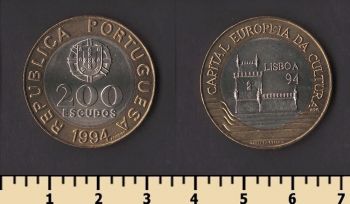 REPUBLICA PORTUGUESA
200
ESCUDOS
1994
CAPITAL EUROPEIA DA CULTURA
LISBOA
94
1 2 3 4 5 6 7